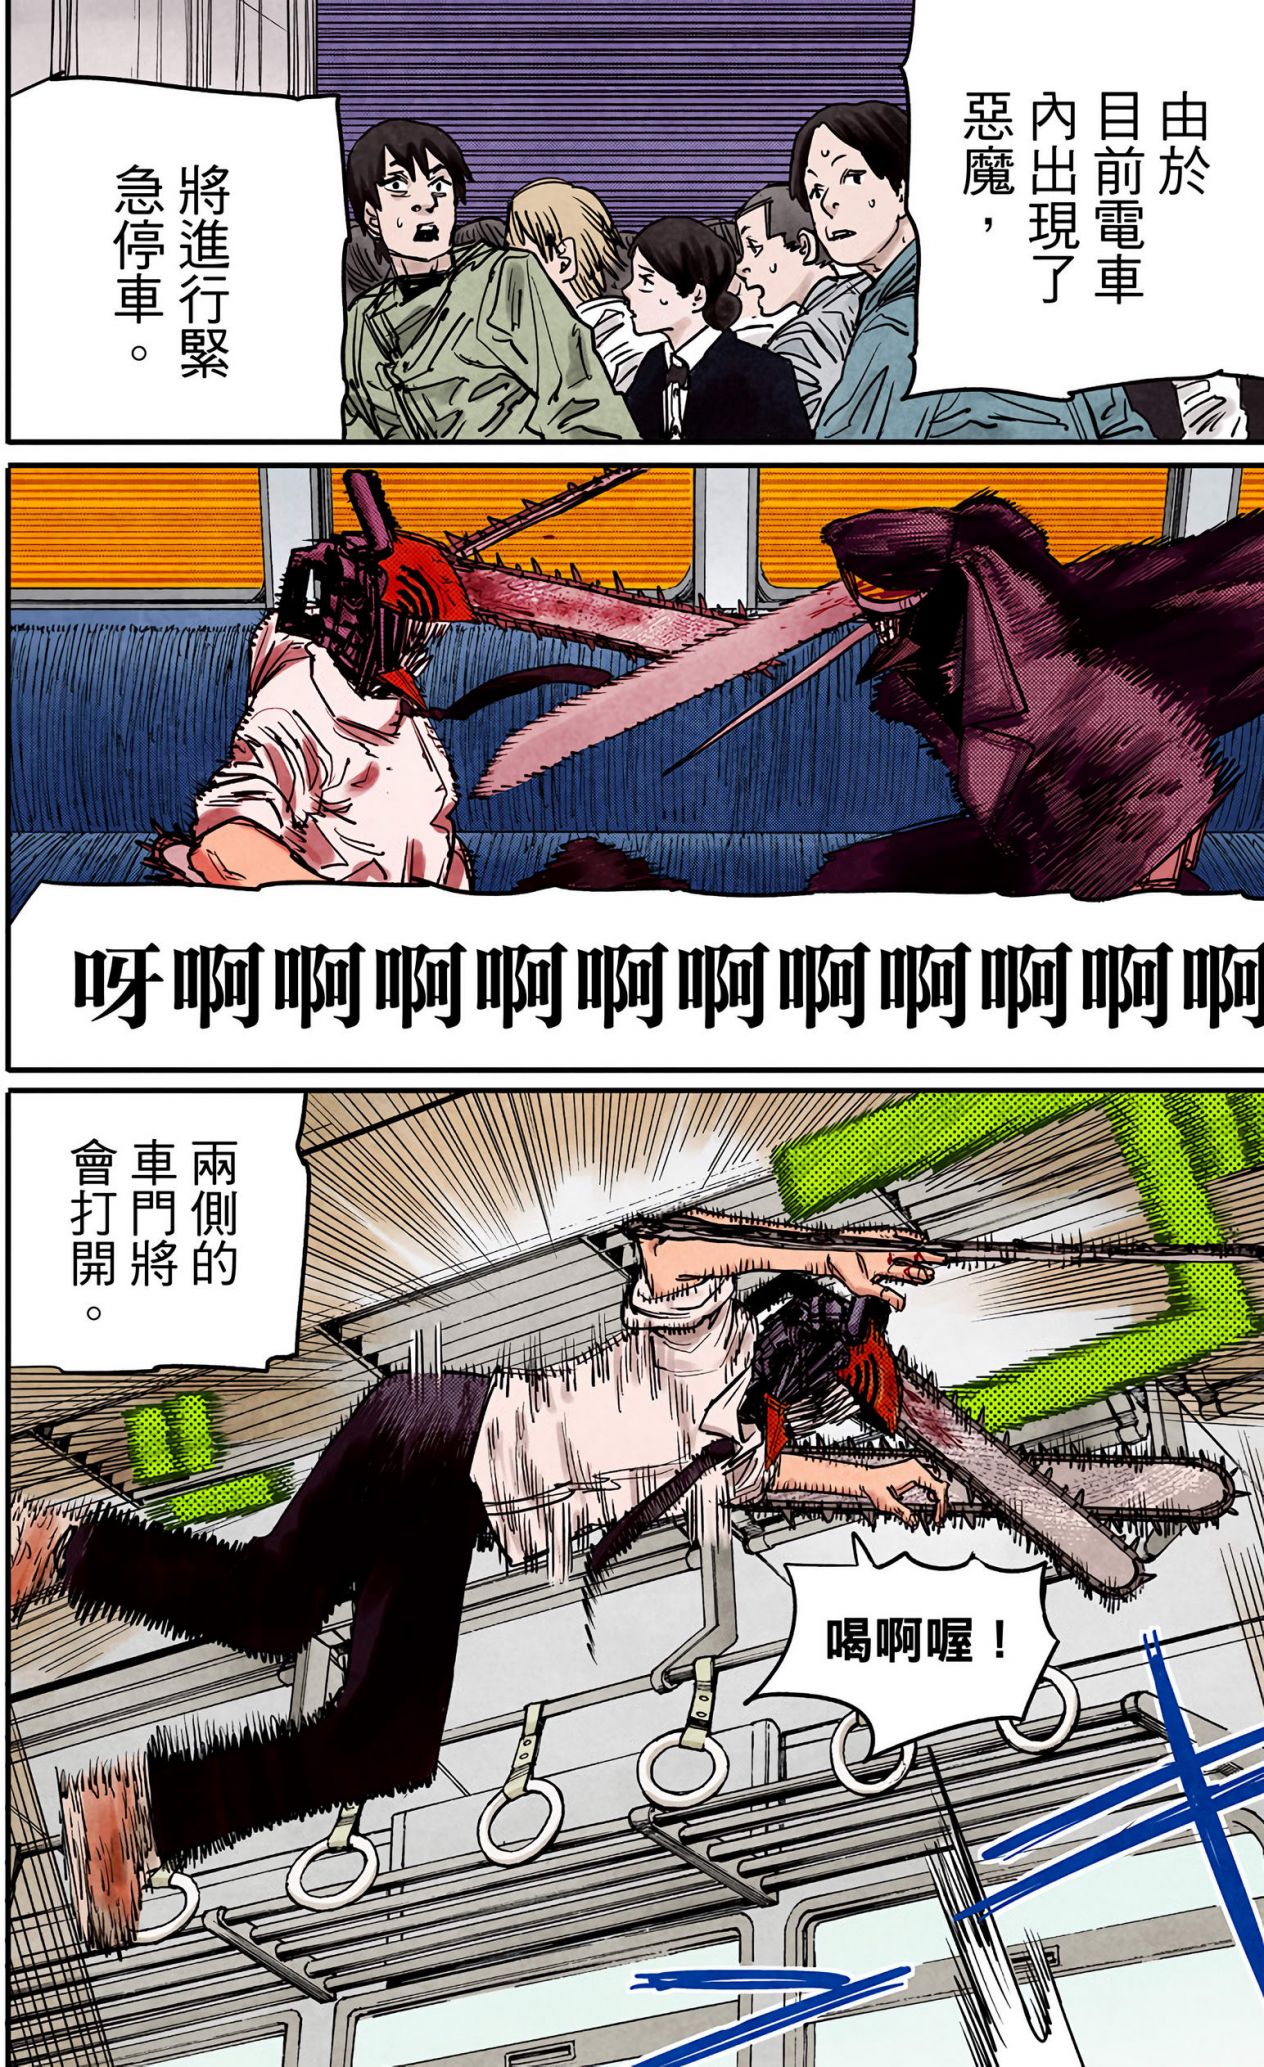 由於
目前電車
內出現了
惡魔，
將進行緊
急停車。
呀啊啊啊啊啊啊啊啊啊啊啊
兩側的
車門將
會打開。
喝啊喔！